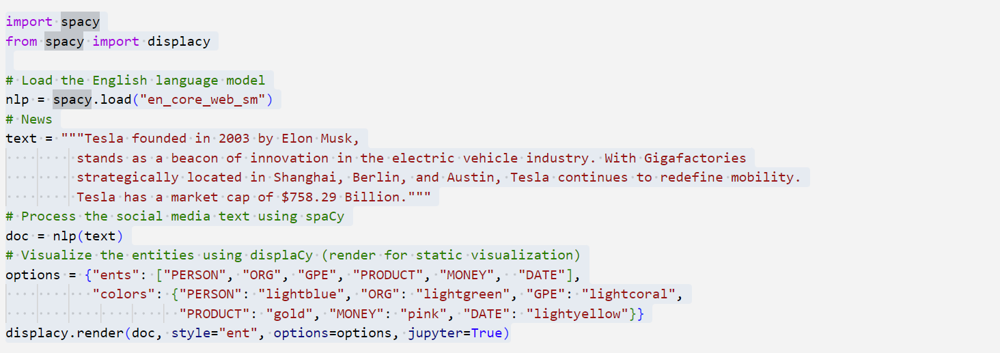 import spacy
from spacy import displacy
# Load the English language model
nlp = spacy.load("en_core_web_sm")
# News
text = """Tesla founded in 2003 by Elon Musk,
stands as a beacon of innovation in the electric vehicle industry. With Gigafactories
strategically located in Shanghai, Berlin, and Austin, Tesla continues to redefine mobility.
Tesla has a market cap of $758.29 Billion."""
# Process the social media text using spaCy
doc = nlp(text)
# Visualize the entities using displaCy (render for static visualization)
options = {"ents": ["PERSON", "ORG", "GPE", "PRODUCT", "MONEY",  "DATE"],
"colors": {"PERSON": "lightblue", "ORG": "lightgreen", "GPE": "lightcoral",
"PRODUCT": "gold", "MONEY": "pink", "DATE": "lightyellow"}}
displacy.render(doc, style="ent", options=options, jupyter=True)